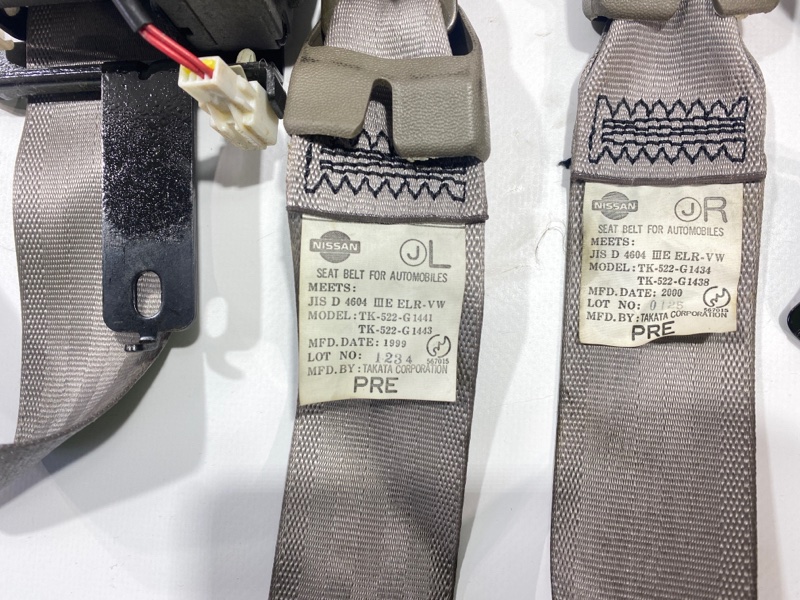 NISSAN
J L
SEAT BELT FOR AUTOMOBILES
MEETS:
JIS D 4604 IIIE ELR-VW
MODEL: TK-522-G1441
TK-522-G1443
MFD. DATE: 1999
LOT NO: 1234
567015
MFD. BY: TAKATA CORPORATION
PRE
NISSAN
J R
SEAT BELT FOR AUTOMOBILES
MEETS:
JIS D 4604 IIIE ELR-VW
MODEL: TK-522-G1434
TK-522-G1438
MFD. DATE: 2000
LOT NO:
567015
MFD. BY: TAKATA CORPORATION
PRE